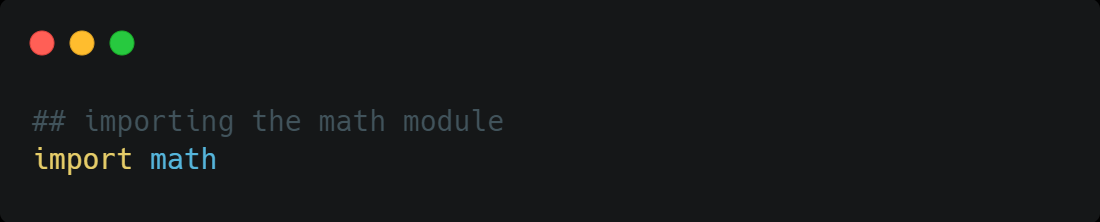 ## importing the math module
import math